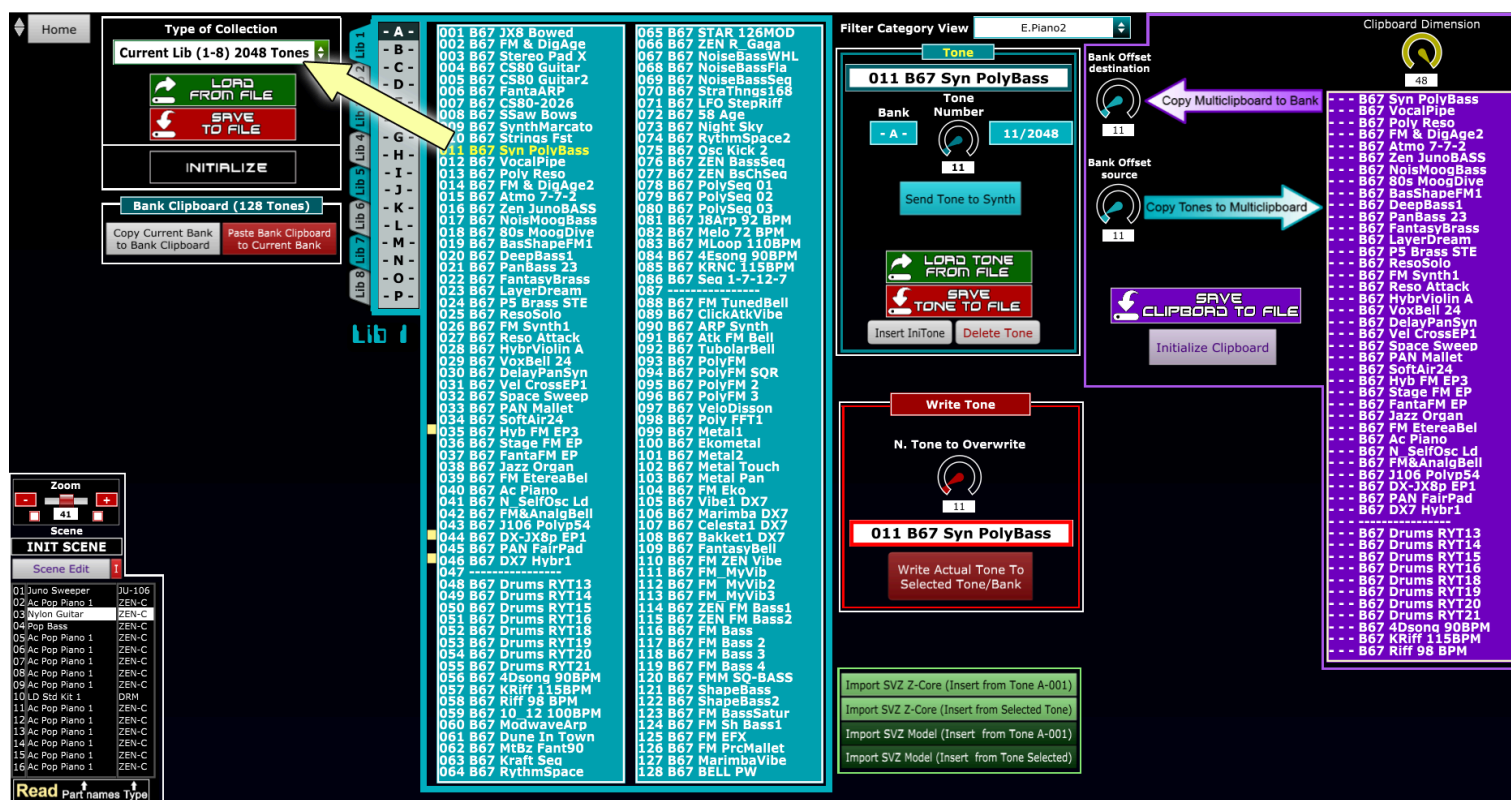 Home
Type of Collection
Current Lib (1-8) 2048 Tones
LOAD
FROM FILE
SAVE
TO FILE
INITIALIZE
Bank Clipboard (128 Tones)
Copy Current Bank
to Bank Clipboard
Paste Bank Clipboard
to Current Bank
Lib 1
2
Lib 4
Lib 5
Lib 6
Lib 7
Lib 8
- A -
- B -
- C -
- D -
- G -
- H -
- I -
- J -
- K -
- L -
- M -
- N -
- O -
- P -
Lib 1
001 B67 JX8 Bowed
002 B67 FM & DigAge
003 B67 Stereo Pad X
004 B67 CS80 Guitar
005 B67 CS80 Guitar2
006 B67 FantaARP
007 B67 CS80-2026
008 B67 SSaw Bows
09 B67 SynthMarcato
0 B67 Strings Fst
011 B67 Syn PolyBass
012 B67 VocalPipe
013 B67 Poly Reso
014 B67 FM & DigAge2
015 B67 Atmo 7-7-2
016 B67 Zen JunoBASS
017 B67 NoisMoogBass
018 B67 80s MoogDive
019 B67 BasShapeFM1
020 B67 DeepBass1
021 B67 PanBass 23
022 B67 FantasyBrass
023 B67 LayerDream
024 B67 P5 Brass STE
025 B67 ResoSolo
026 B67 FM Synth1
027 B67 Reso Attack
028 B67 HybrViolin A
029 B67 VoxBell 24
030 B67 DelayPanSyn
031 B67 Vel CrossEP1
032 B67 Space Sweep
033 B67 PAN Mallet
034 B67 SoftAir24
035 B67 Hyb FM EP3
036 B67 Stage FM EP
037 B67 FantaFM EP
038 B67 Jazz Organ
039 B67 FM EtereaBel
040 B67 Ac Piano
041 B67 N_SelfOsc Ld
042 B67 FM&AnalgBell
043 B67 J106 Polyp54
044 B67 DX-JX8p EP1
045 B67 PAN FairPad
046 B67 DX7 Hybr1
047 ----------------
048 B67 Drums RYT13
049 B67 Drums RYT14
050 B67 Drums RYT15
051 B67 Drums RYT16
052 B67 Drums RYT18
053 B67 Drums RYT19
054 B67 Drums RYT20
055 B67 Drums RYT21
056 B67 4Dsong 90BPM
057 B67 KRiff 115BPM
058 B67 Riff 98 BPM
059 B67 10_12 100BPM
060 B67 ModwaveArp
061 B67 Dune In Town
062 B67 MtBz Fant90
063 B67 Kraft Seq
064 B67 RythmSpace
065 B67 STAR 126MOD
066 B67 ZEN R_Gaga
067 B67 NoiseBassWHL
068 B67 NoiseBassFla
069 B67 NoiseBassSeq
070 B67 StraThngs168
071 B67 LFO StepRiff
072 B67 58 Age
073 B67 Night Sky
074 B67 RythmSpace2
075 B67 Osc Kick 2
076 B67 ZEN BassSeq
077 B67 ZEN BsChSeq
078 B67 PolySeq 01
079 B67 PolySeq 02
080 B67 PolySeq 03
081 B67 J8Arp 92 BPM
082 B67 Melo 72 BPM
083 B67 MLoop 110BPM
084 B67 4Esong 90BPM
085 B67 KRNC 115BPM
086 B67 Seq 1-7-12-7
087 ----------------
088 B67 FM TunedBell
089 B67 ClickAtkVibe
090 B67 ARP Synth
091 B67 Atk FM Bell
092 B67 TubolarBell
093 B67 PolyFM
094 B67 PolyFM SQR
095 B67 PolyFM 2
096 B67 PolyFM 3
097 B67 VeloDisson
098 B67 Poly FFT1
099 B67 Metal1
100 B67 Ekometal
101 B67 Metal2
102 B67 Metal Touch
103 B67 Metal Pan
104 B67 FM Eko
105 B67 Vibe1 DX7
106 B67 Marimba DX7
107 B67 Celesta1 DX7
108 B67 Bakket1 DX7
109 B67 FantasyBell
110 B67 FM ZEN Vibe
111 B67 FM_MyVib
112 B67 FM_MyVib2
113 B67 FM_MyVib3
114 B67 ZEN FM Bass1
115 B67 ZEN FM Bass2
116 B67 FM Bass
117 B67 FM Bass 2
118 B67 FM Bass 3
119 B67 FM Bass 4
120 B67 FMM SQ-BASS
121 B67 ShapeBass
122 B67 ShapeBass2
123 B67 FM BassSatur
124 B67 FM Sh Bass1
125 B67 FM EFX
126 B67 FM PrcMallet
127 B67 MarimbaVibe
128 B67 BELL PW
Filter Category View
E.Piano2
Tone
011 B67 Syn PolyBass
Bank
Tone
Number
- A -
11/2048
11
Send Tone to Synth
LOAD TONE
FROM FILE
SAVE
TONE TO FILE
Insert IniTone
Delete Tone
Write Tone
N. Tone to Overwrite
11
011 B67 Syn PolyBass
Write Actual Tone To
Selected Tone/Bank
Import SVZ Z-Core (Insert from Tone A-001)
Import SVZ Z-Core (Insert from Selected Tone)
Import SVZ Model (Insert from Tone A-001)
Import SVZ Model (Insert from Tone Selected)
Bank Offset
destination
11
Copy Multiclipboard to Bank
Bank Offset
source
11
Copy Tones to Multiclipboard
SAVE
CLIPBOARD TO FILE
Initialize Clipboard
Clipboard Dimension
48
- - - B67 Syn PolyBass
- - - B67 VocalPipe
- - - B67 Poly Reso
- - - B67 FM & DigAge2
- - - B67 Atmo 7-7-2
- - - B67 Zen JunoBASS
- - - B67 NoisMoogBass
- - - B67 80s MoogDive
- - - B67 BasShapeFM1
- - - B67 DeepBass1
- - - B67 PanBass 23
- - - B67 FantasyBrass
- - - B67 LayerDream
- - - B67 P5 Brass STE
- - - B67 ResoSolo
- - - B67 FM Synth1
- - - B67 Reso Attack
- - - B67 HybrViolin A
- - - B67 VoxBell 24
- - - B67 DelayPanSyn
- - - B67 Vel CrossEP1
- - - B67 Space Sweep
- - - B67 PAN Mallet
- - - B67 SoftAir24
- - - B67 Hyb FM EP3
- - - B67 Stage FM EP
- - - B67 FantaFM EP
- - - B67 Jazz Organ
- - - B67 FM EtereaBel
- - - B67 Ac Piano
- - - B67 N_SelfOsc Ld
- - - B67 FM&AnalgBell
- - - B67 J106 Polyp54
- - - B67 DX-JX8p EP1
- - - B67 PAN FairPad
- - - B67 DX7 Hybr1
- - - ----------------
- - - B67 Drums RYT13
- - - B67 Drums RYT14
- - - B67 Drums RYT15
- - - B67 Drums RYT16
- - - B67 Drums RYT18
- - - B67 Drums RYT19
- - - B67 Drums RYT20
- - - B67 Drums RYT21
- - - B67 4Dsong 90BPM
- - - B67 KRiff 115BPM
- - - B67 Riff 98 BPM
Zoom
- +
41
Scene
INIT SCENE
Scene Edit
I
01 Juno Sweeper JU-106
02 Ac Pop Piano 1 ZEN-C
03 Nylon Guitar ZEN-C
04 Pop Bass ZEN-C
05 Ac Pop Piano 1 ZEN-C
06 Ac Pop Piano 1 ZEN-C
07 Ac Pop Piano 1 ZEN-C
08 Ac Pop Piano 1 ZEN-C
09 Ac Pop Piano 1 ZEN-C
10 LD Std Kit 1 DRM
11 Ac Pop Piano 1 ZEN-C
12 Ac Pop Piano 1 ZEN-C
13 Ac Pop Piano 1 ZEN-C
14 Ac Pop Piano 1 ZEN-C
15 Ac Pop Piano 1 ZEN-C
16 Ac Pop Piano 1 ZEN-C
Read Part names Type